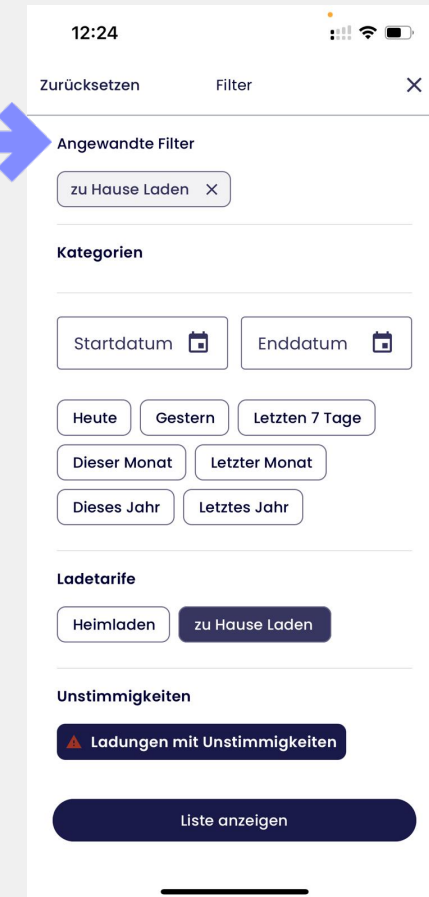 12:24
Zurücksetzen Filter
Angewandte Filter
zu Hause Laden
Kategorien
Startdatum Enddatum
Heute Gestern Letzten 7 Tage
Dieser Monat Letzter Monat
Dieses Jahr Letztes Jahr
Ladetarife
Heimladen zu Hause Laden
Unstimmigkeiten
Ladungen mit Unstimmigkeiten
Liste anzeigen